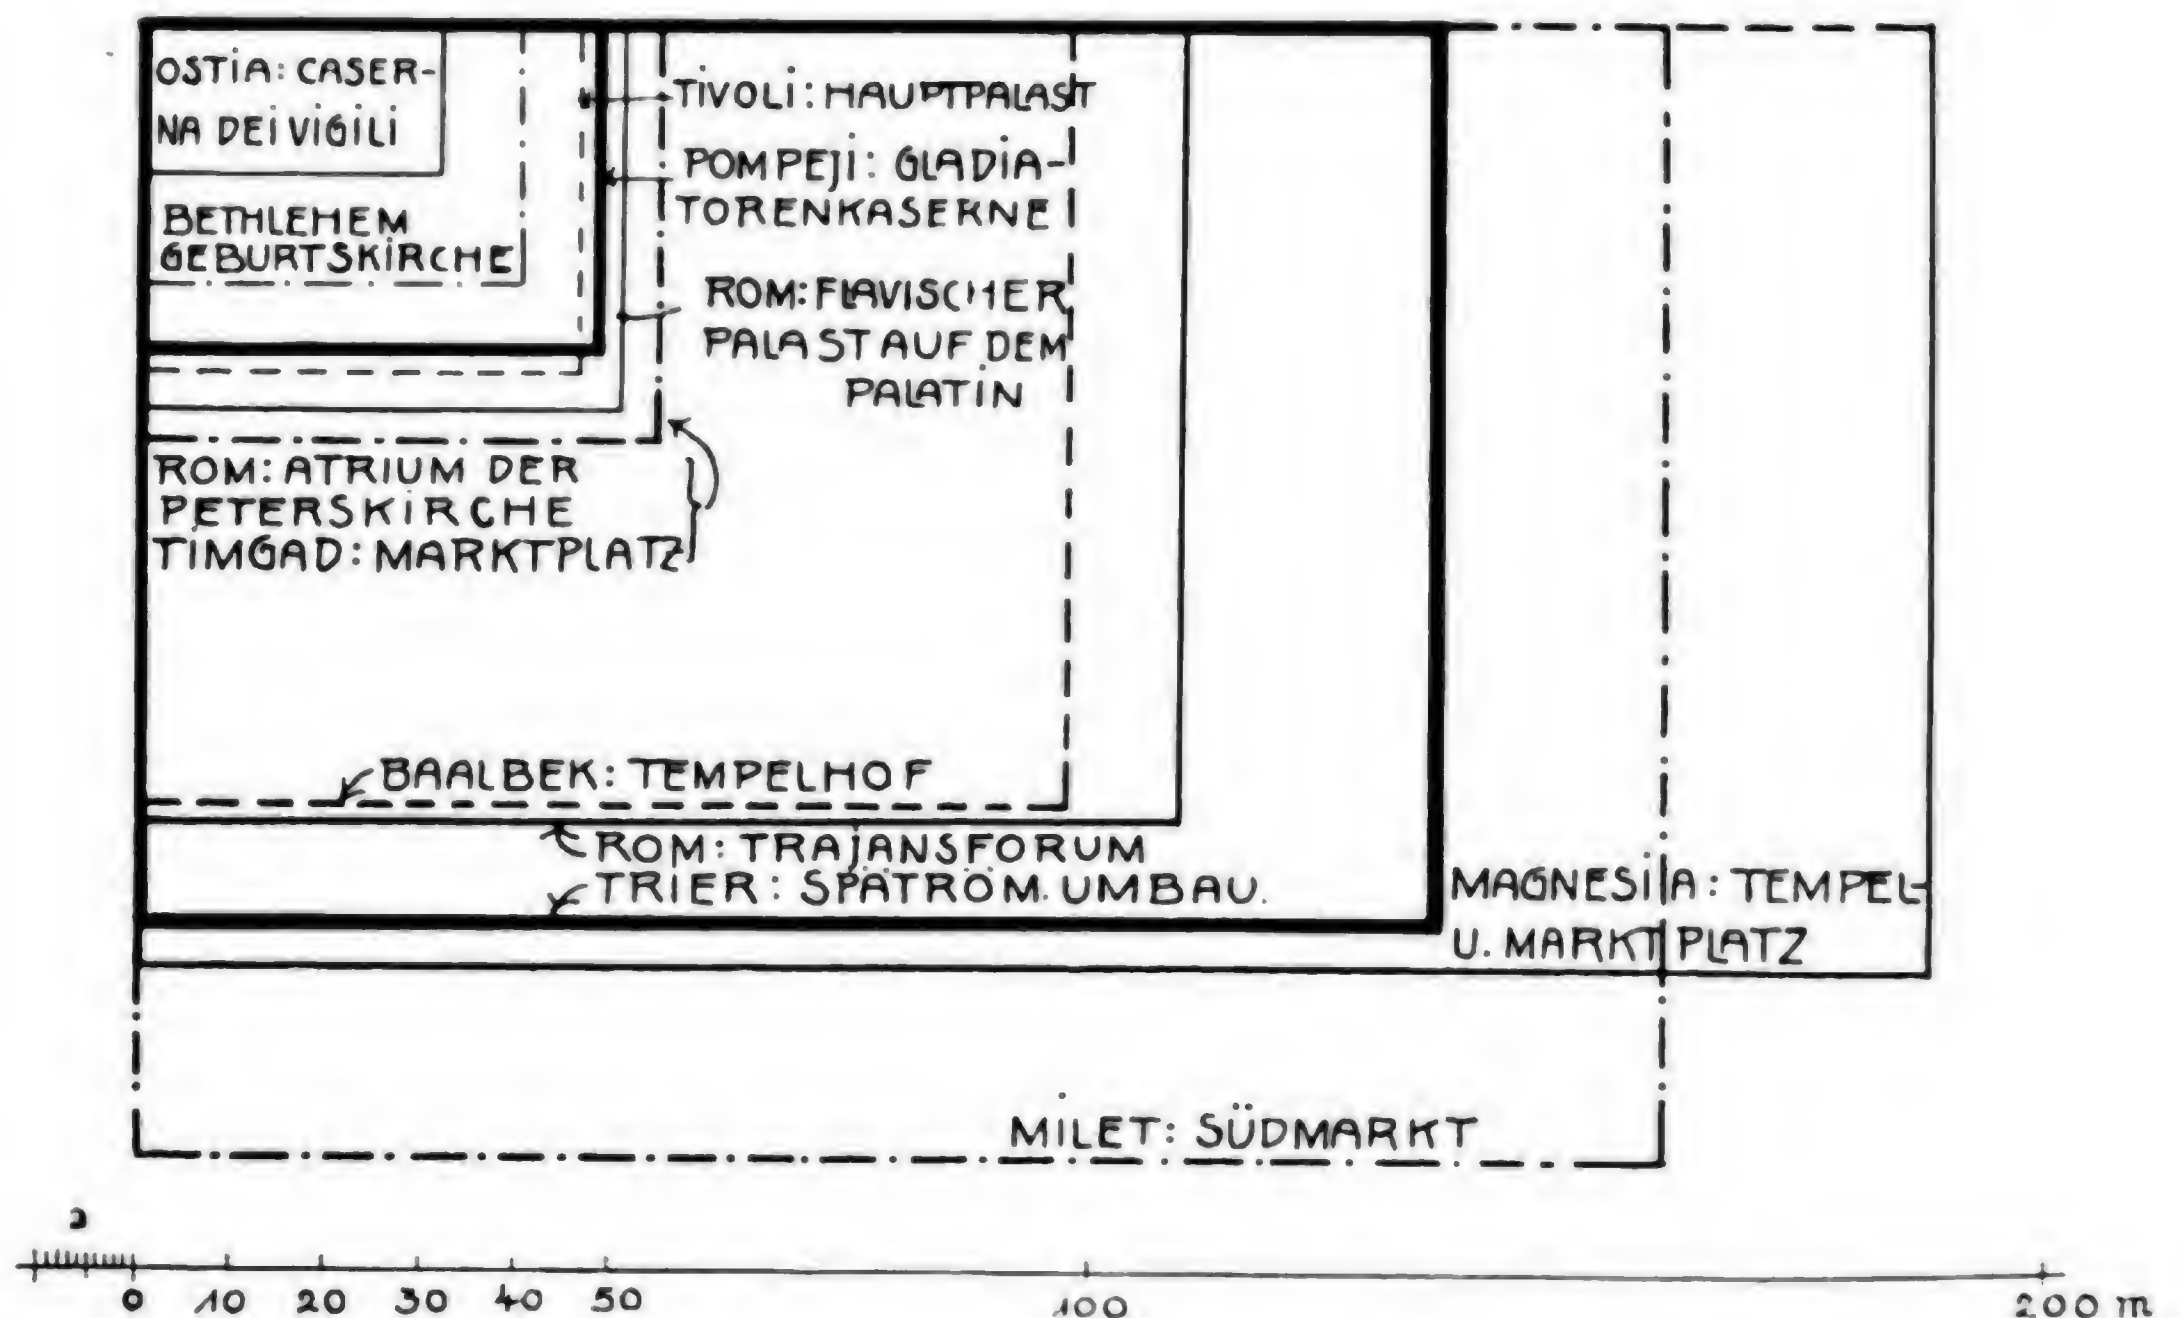 OSTIA: CASER-
NA DEI VIGILI
BETHLEHEM
GEBURTSKIRCHE
TIVOLI: HAUPTPALAST
POMPEJI: GLADIA-
TORENKASERNE
ROM: FLAVISCHER
PALAST AUF DEM
PALATIN
ROM: ATRIUM DER
PETERSKIRCHE
TIMGAD: MARKTPLATZ
BAALBEK: TEMPELHOF
ROM: TRAJANSFORUM
TRIER: SPÄTRÖM. UMBAU.
MAGNESIA: TEMPEL-
U. MARKTPLATZ
MILET: SÜDMARKT
0 10 20 30 40 50 100 200 m